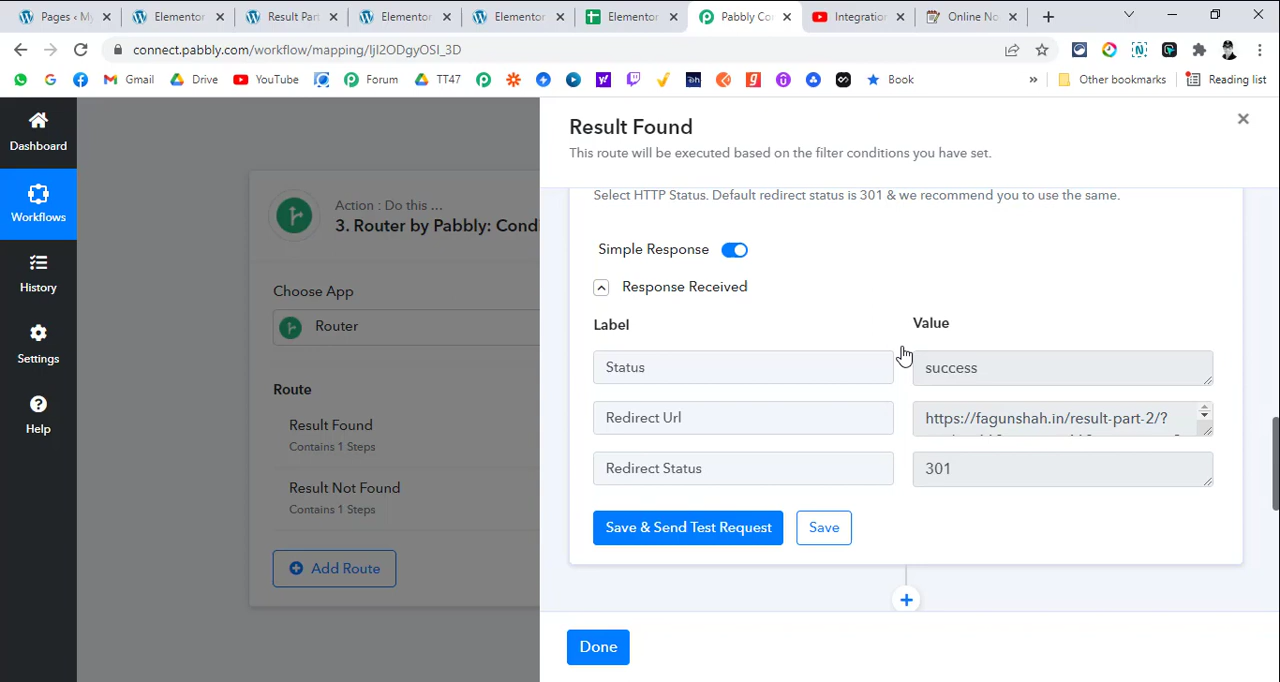 Pages ‹ My
Elementor
Result Part
Elementor
Elementor
Elementor
Pabbly Co
Integration
Online No
connect.pabbly.com/workflow/mapping/IjI2ODgyOSI_3D
Gmail
Drive
YouTube
Forum
TT47
Book
»
Other bookmarks
Reading list
Dashboard
Workflows
History
Settings
Help
Action : Do this ...
3. Router by Pabbly: Cond
Choose App
Router
Route
Result Found
Contains 1 Steps
Result Not Found
Contains 1 Steps
Add Route
Result Found
This route will be executed based on the filter conditions you have set.
Select HTTP Status. Default redirect status is 301 & we recommend you to use the same.
Simple Response
Response Received
Label
Value
Status
success
Redirect Url
https://fagunshah.in/result-part-2/?
Redirect Status
301
Save & Send Test Request
Save
Done